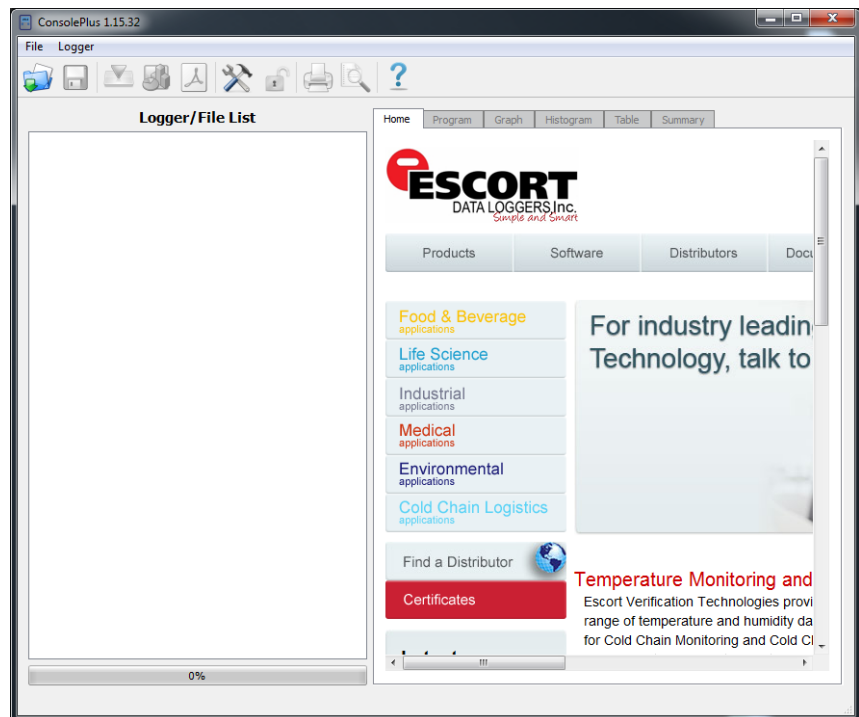 ConsolePlus 1.15.32
File Logger
Logger/File List
Home Program Graph Histogram Table Summary
ESCORT
DATA LOGGERS,Inc.
Simple and Smart
Products Software Distributors
Food & Beverage
applications
Life Science
applications
Industrial
applications
Medical
applications
Environmental
applications
Cold Chain Logistics
applications
For industry leading
Technology, talk to
Find a Distributor
Certificates
Temperature Monitoring and
Escort Verification Technologies provi
range of temperature and humidity da
for Cold Chain Monitoring and Cold
0%